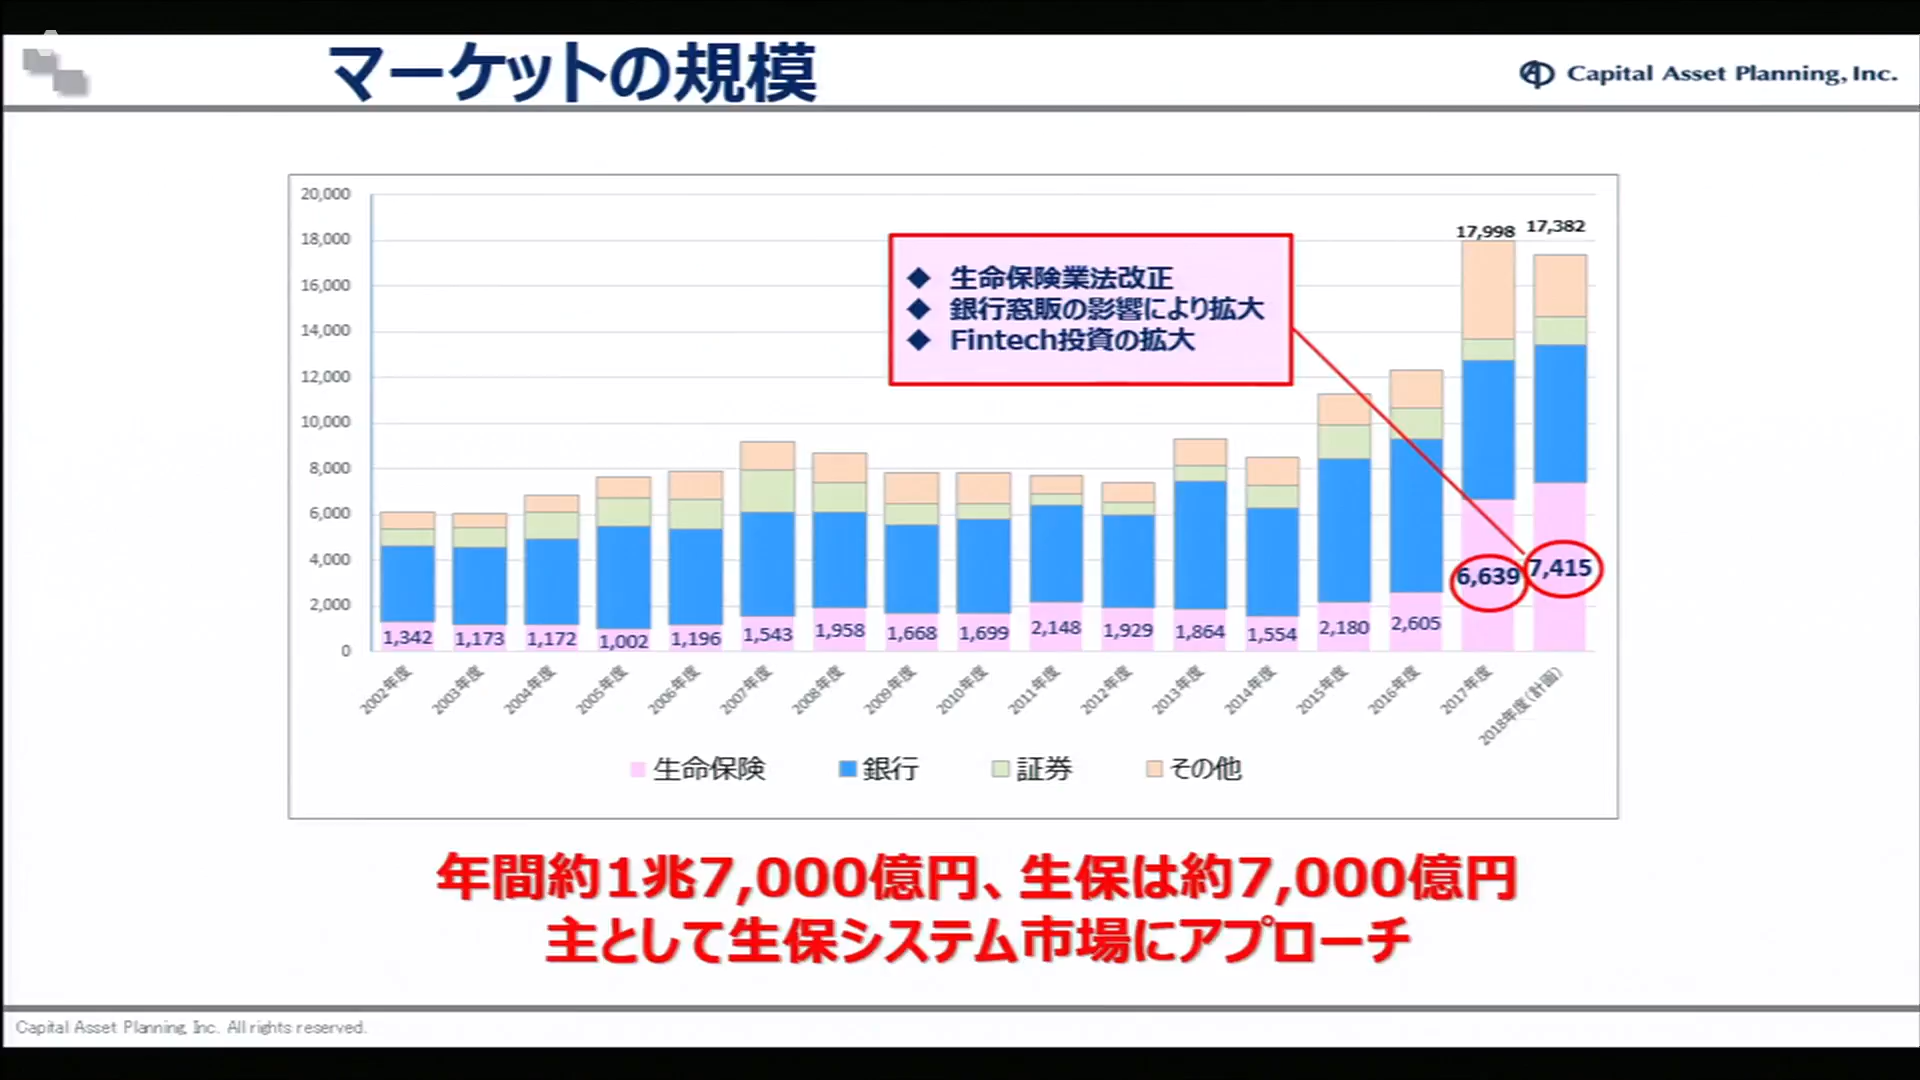 マーケットの規模
Capital Asset Planning, Inc.
20,000
18,000
16,000
14,000
12,000
10,000
8,000
6,000
4,000
2,000
0
17,998
17,382
◆ 生命保険業法改正
◆ 銀行窓販の影響により拡大
◆ Fintech投資の拡大
1,342
1,173
1,172
1,002
1,196
1,543
1,958
1,668
1,699
2,148
1,929
1,864
1,554
2,180
2,605
6,639
7,415
2002年度
2003年度
2004年度
2005年度
2006年度
2007年度
2008年度
2009年度
2010年度
2011年度
2012年度
2013年度
2014年度
2015年度
2016年度
2017年度
2018年度(計画)
生命保険 銀行 証券 その他
年間約1兆7,000億円、生保は約7,000億円
主として生保システム市場にアプローチ
Capital Asset Planning, Inc. All rights reserved.